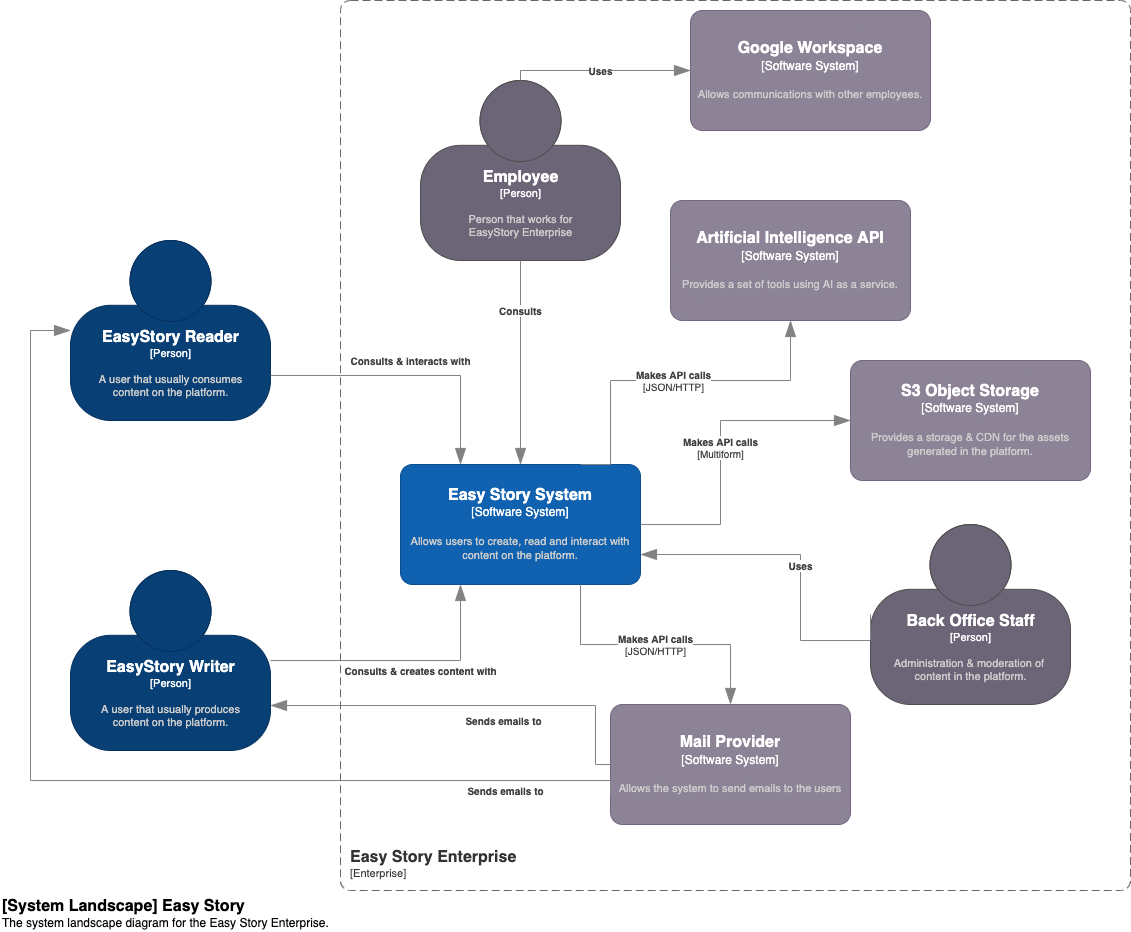 Google Workspace
[Software System]
Allows communications with other employees.
Uses
Employee
[Person]
Person that works for
EasyStory Enterprise
Artificial Intelligence API
[Software System]
Provides a set of tools using AI as a service.
Consults
EasyStory Reader
[Person]
A user that usually consumes
content on the platform.
Consults & interacts with
Makes API calls
[JSON/HTTP]
S3 Object Storage
[Software System]
Provides a storage & CDN for the assets
generated in the platform.
Makes API calls
[Multiform]
Easy Story System
[Software System]
Allows users to create, read and interact with
content on the platform.
Uses
Back Office Staff
[Person]
Administration & moderation of
content in the platform.
Makes API calls
[JSON/HTTP]
EasyStory Writer
[Person]
A user that usually produces
content on the platform.
Consults & creates content with
Sends emails to
Mail Provider
[Software System]
Allows the system to send emails to the users
Sends emails to
Easy Story Enterprise
[Enterprise]
[System Landscape] Easy Story
The system landscape diagram for the Easy Story Enterprise.